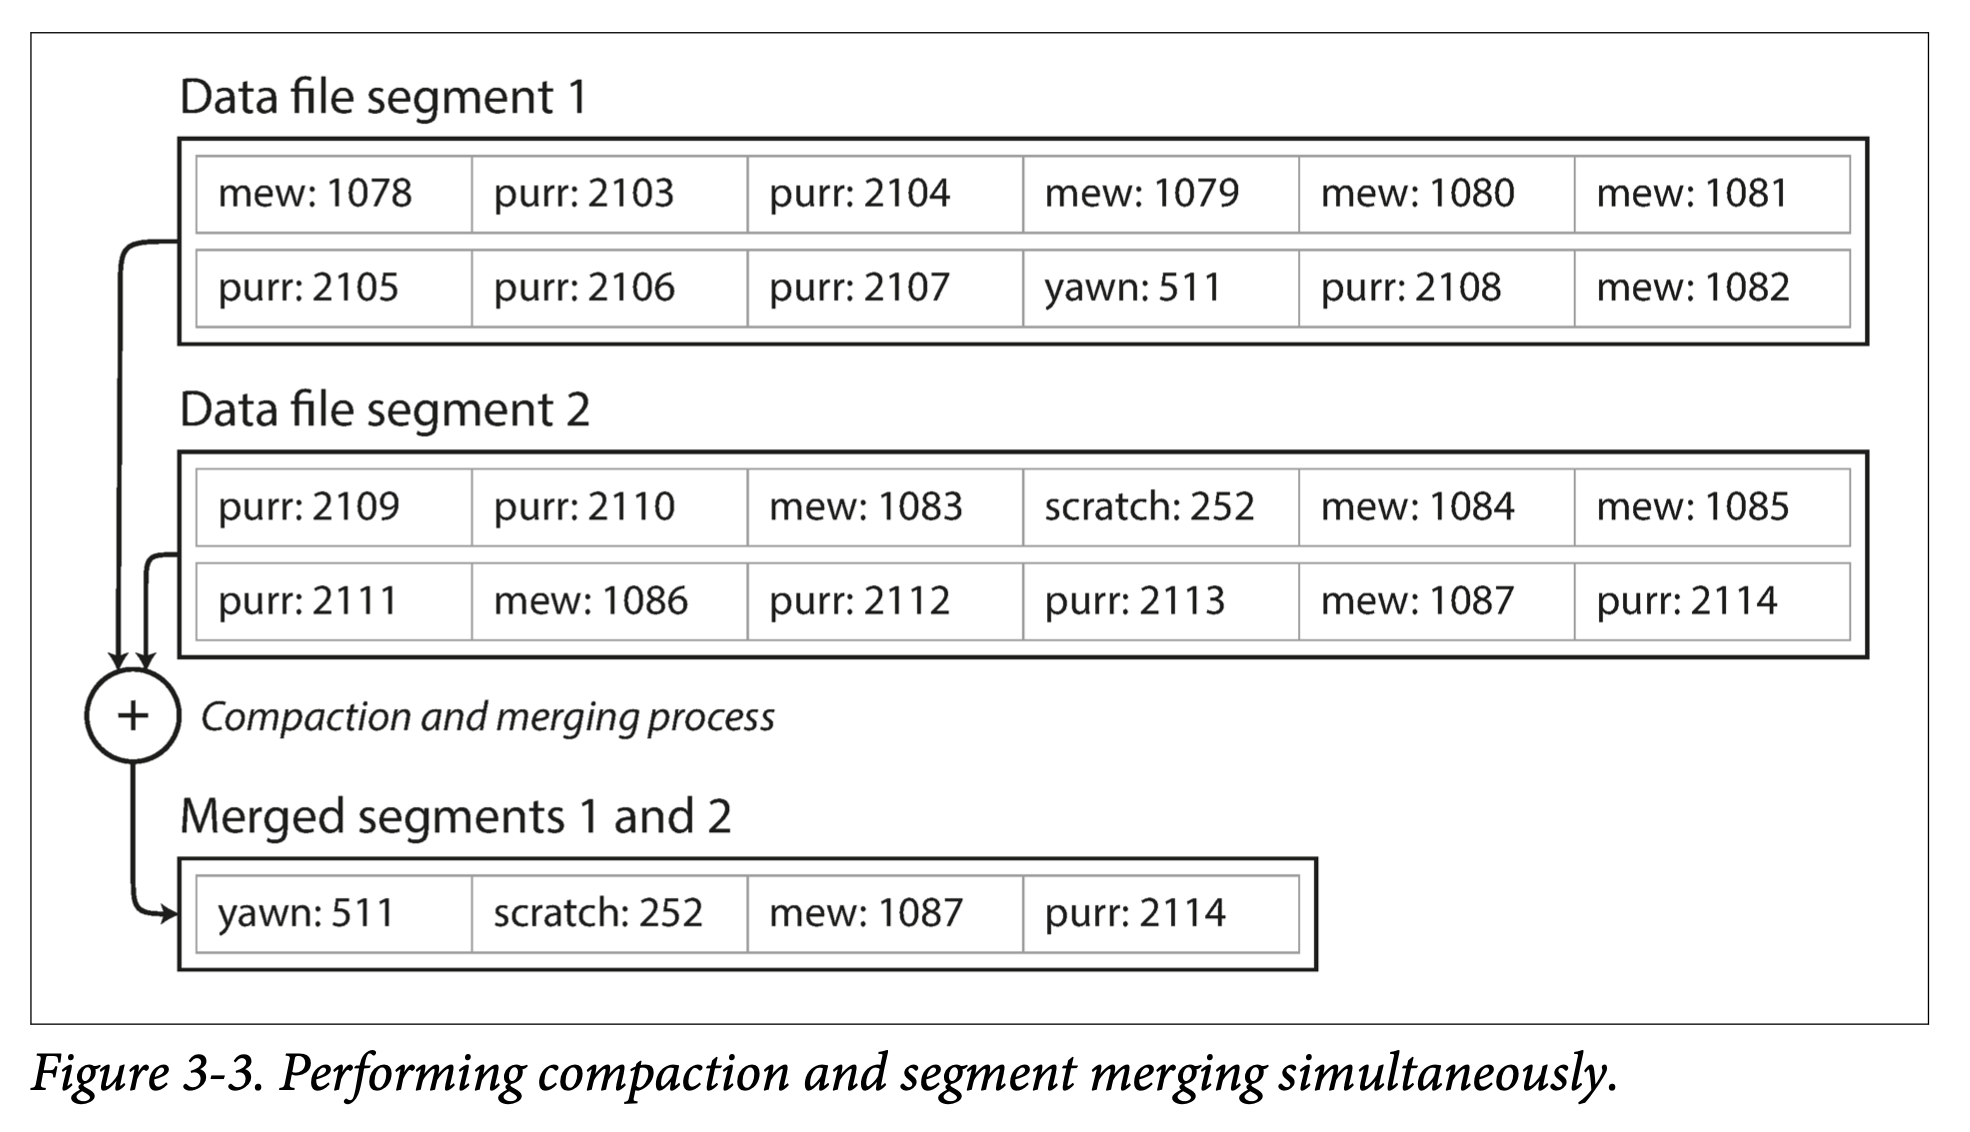 Data file segment 1
mew: 1078 purr: 2103 purr: 2104 mew: 1079 mew: 1080 mew: 1081
purr: 2105 purr: 2106 purr: 2107 yawn: 511 purr: 2108 mew: 1082
Data file segment 2
purr: 2109 purr: 2110 mew: 1083 scratch: 252 mew: 1084 mew: 1085
purr: 2111 mew: 1086 purr: 2112 purr: 2113 mew: 1087 purr: 2114
+ Compaction and merging process
Merged segments 1 and 2
yawn: 511 scratch: 252 mew: 1087 purr: 2114
Figure 3-3. Performing compaction and segment merging simultaneously.